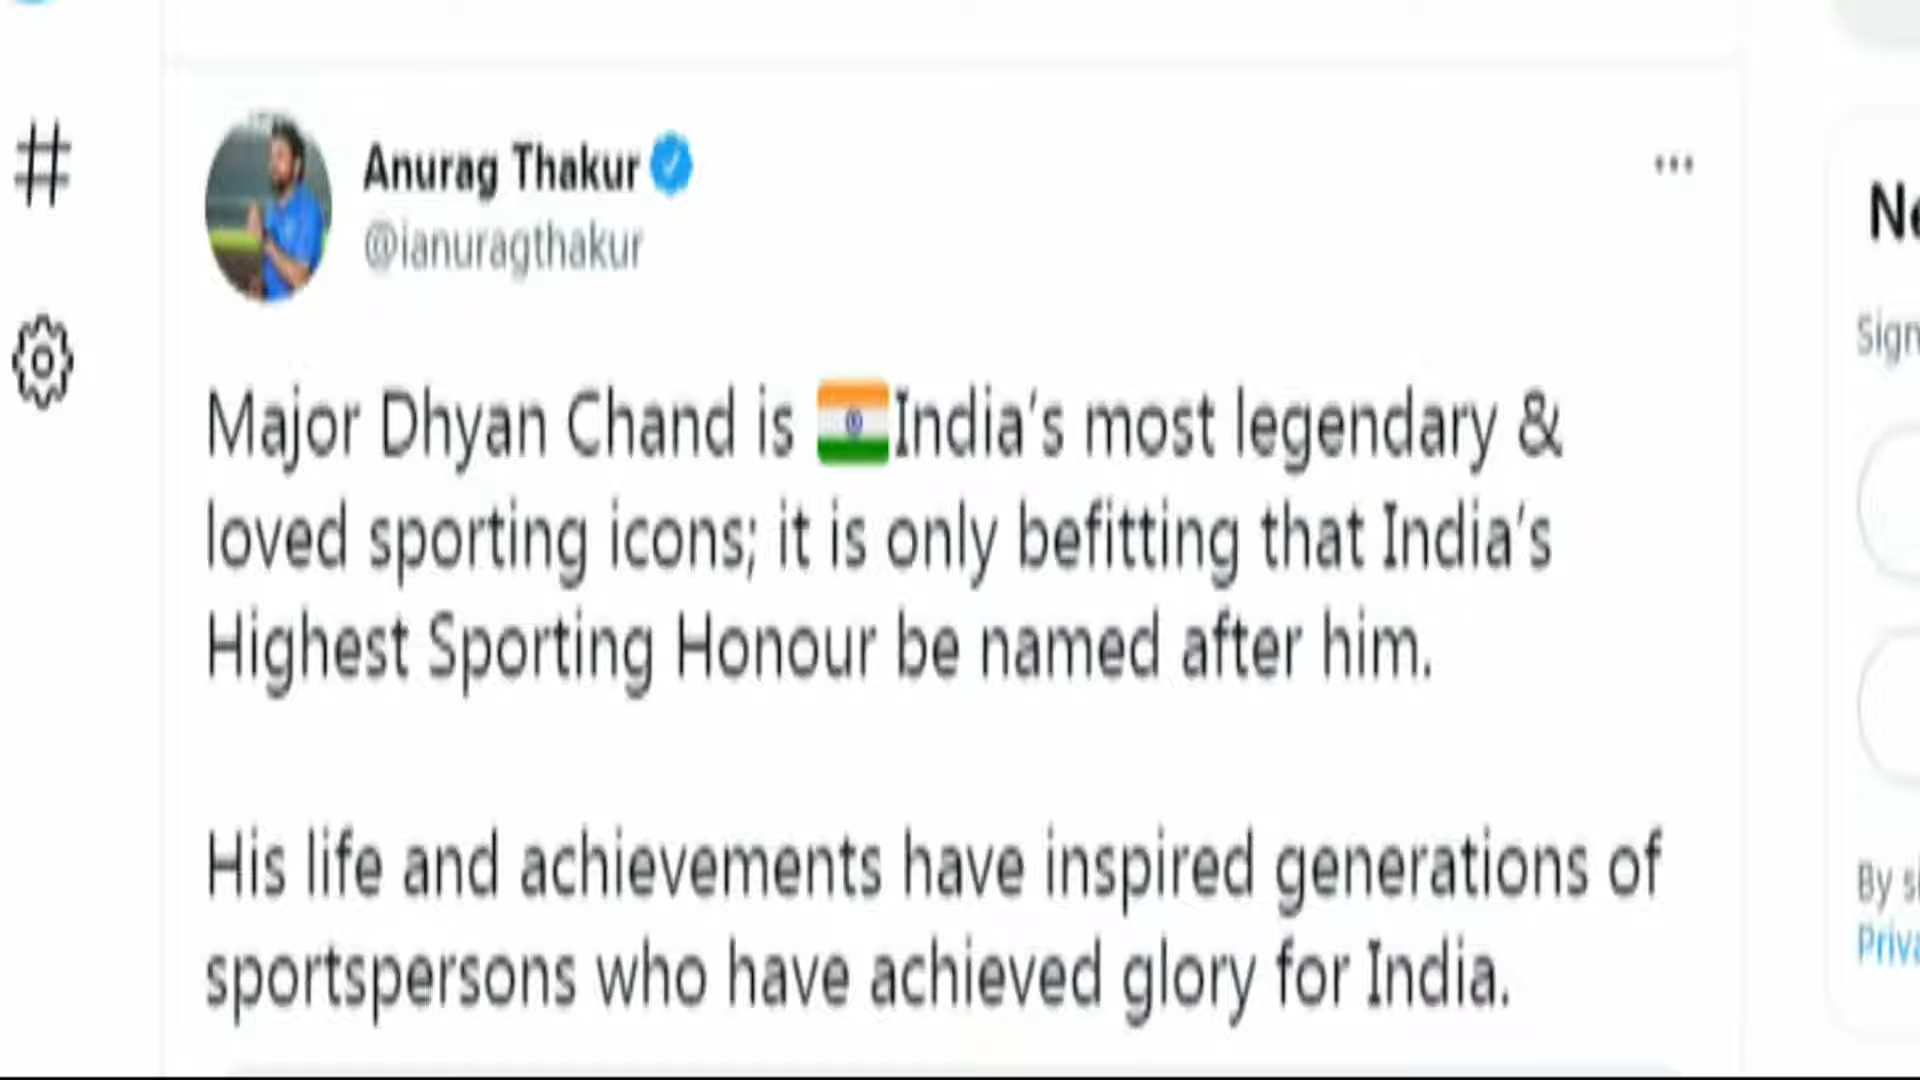 #
Anurag Thakur
@ianuragthakur
Major Dhyan Chand is 🇮🇳India's most legendary &
loved sporting icons; it is only befitting that India's
Highest Sporting Honour be named after him.
His life and achievements have inspired generations of
sportspersons who have achieved glory for India.
Sign
By